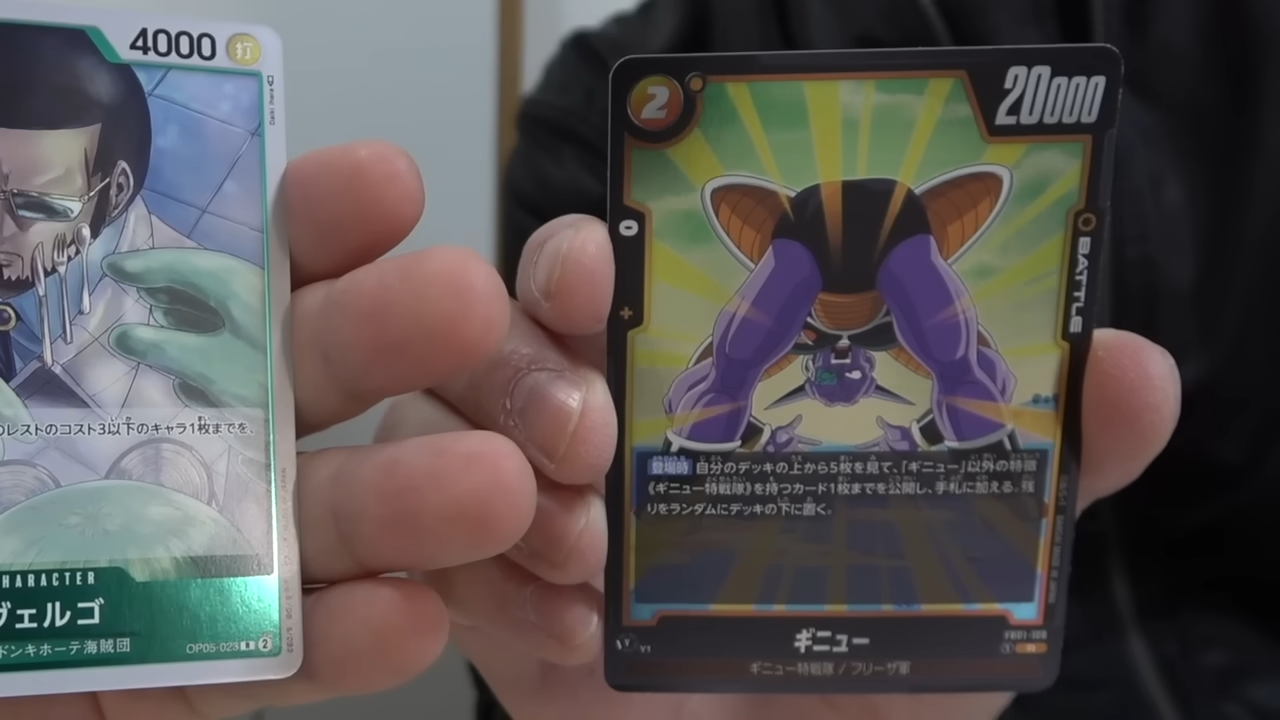 4000
打
Daiki Ihara
のレストのコスト3以下のキャラ1枚までを、
HARACTER
ヴェルゴ
ドンキホーテ海賊団
OP05-023 R 2
2
20000
0
+
BATTLE
登場時 自分のデッキの上から5枚を見て、「ギニュー」以外の特徴
《ギニュー特戦隊》を持つカード1枚までを公開し、手札に加える。残
りをランダムにデッキの下に置く。
V1
ギニュー
ギニュー特戦隊 / フリーザ軍